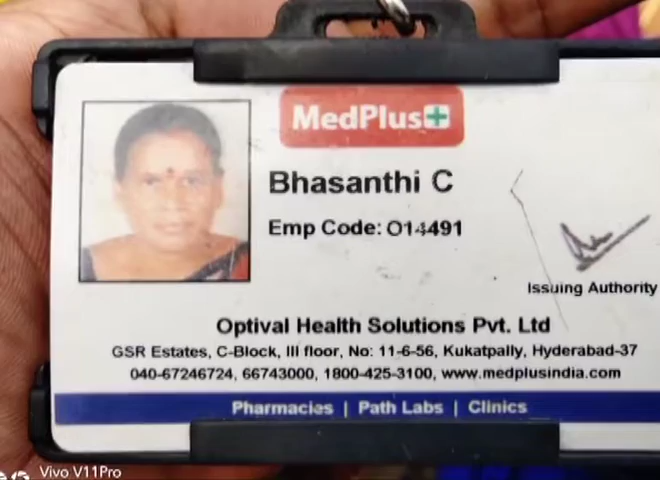 MedPlus
Bhasanthi C
Emp Code: O14491
Issuing Authority
Optival Health Solutions Pvt. Ltd
GSR Estates, C-Block, III floor, No: 11-6-56, Kukatpally, Hyderabad-37
040-67246724, 66743000, 1800-425-3100, www.medplusindia.com
Pharmacies | Path Labs | Clinics
Vivo V11Pro